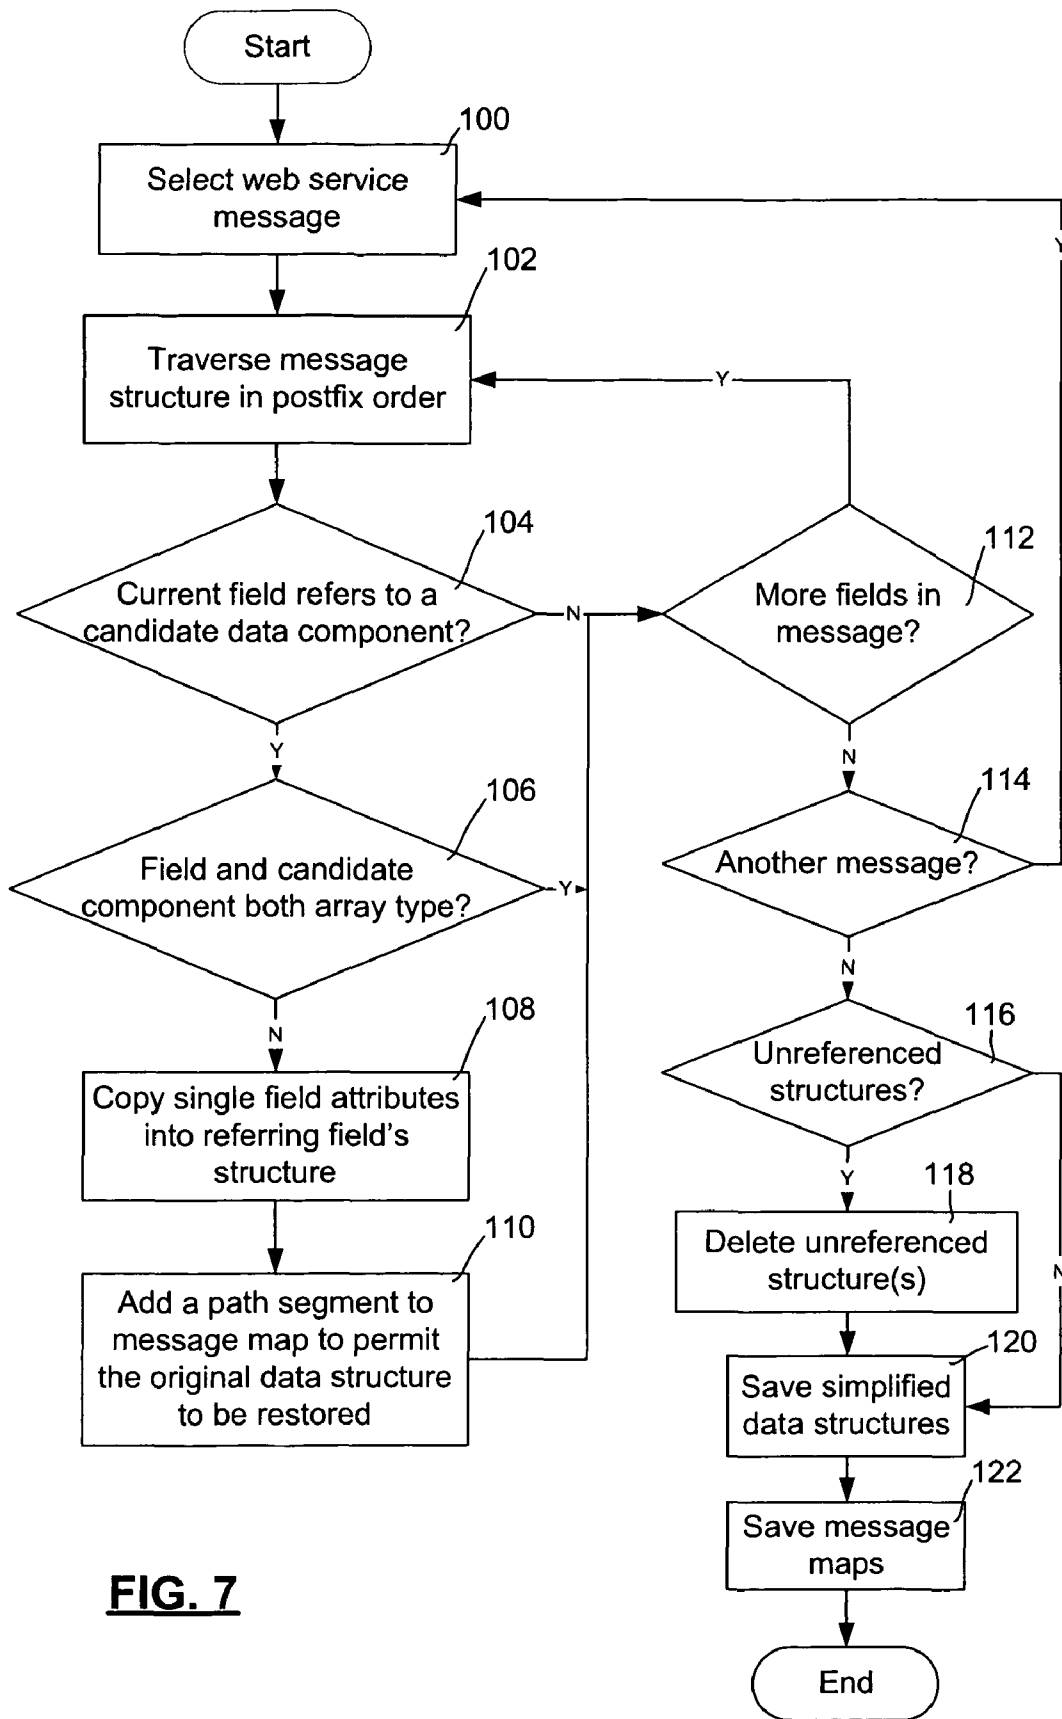 Start
100
Select web service
message
102
Traverse message
structure in postfix order
Y
Y
104
Current field refers to a
candidate data component?
N
112
More fields in
message?
Y
N
106
Field and candidate
component both array type?
Y
114
Another message?
N
N
108
Copy single field attributes
into referring field's
structure
116
Unreferenced
structures?
Y
N
110
Add a path segment to
message map to permit
the original data structure
to be restored
118
Delete unreferenced
structure(s)
120
Save simplified
data structures
122
Save message
maps
End
FIG. 7